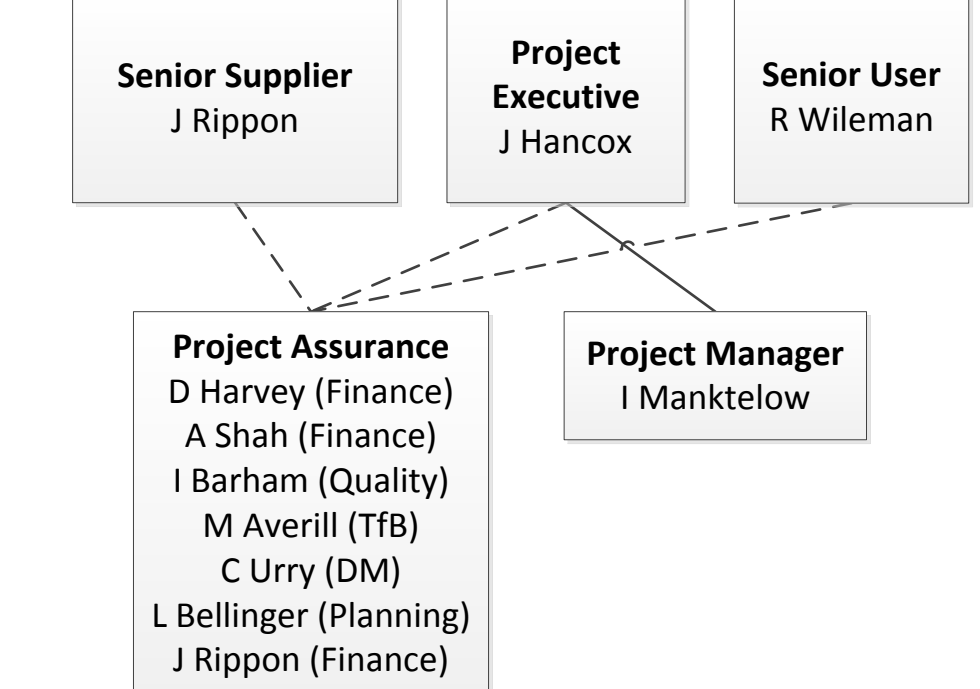 Senior Supplier
J Rippon
Project
Executive
J Hancox
Senior User
R Wileman
Project Assurance
D Harvey (Finance)
A Shah (Finance)
I Barham (Quality)
M Averill (TfB)
C Urry (DM)
L Bellinger (Planning)
J Rippon (Finance)
Project Manager
I Manktelow